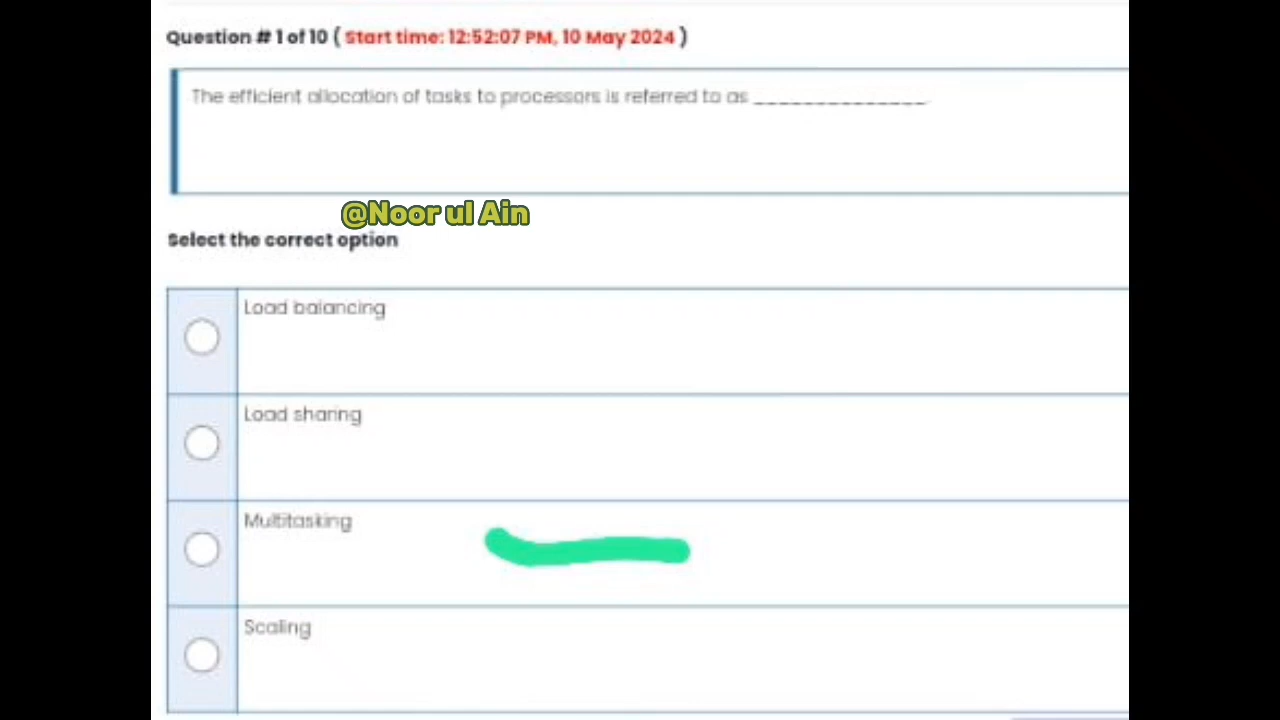 Question # 1 of 10 ( Start time: 12:52:07 PM, 10 May 2024 )
The efficient allocation of tasks to processors is referred to as ______________.
@Noor ul Ain
Select the correct option
Load balancing
Load sharing
Multitasking
Scaling